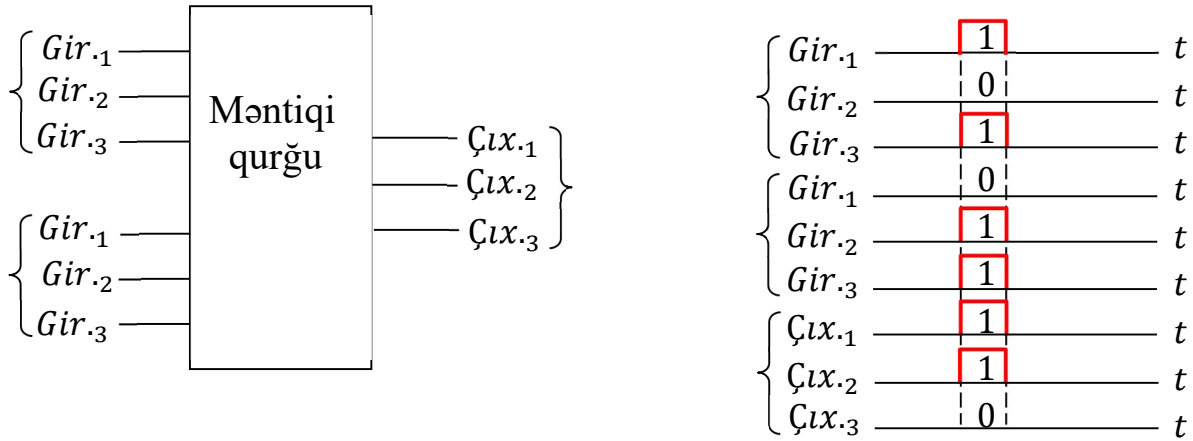 Gir.₁
Gir.₂
Gir.₃
Məntiqi
qurğu
Çıx.₁
Çıx.₂
Çıx.₃
Gir.₁
Gir.₂
Gir.₃
Gir.₁ 1 t
Gir.₂ 0 t
Gir.₃ 1 t
Gir.₁ 0 t
Gir.₂ 1 t
Gir.₃ 1 t
Çıx.₁ 1 t
Çıx.₂ 1 t
Çıx.₃ 0 t